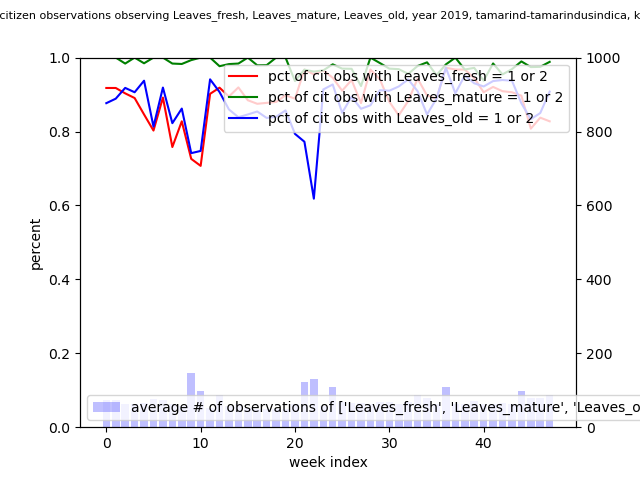 citizen observations observing Leaves_fresh, Leaves_mature, Leaves_old, year 2019, tamarind-tamarindusindica, k
1.0
0.8
0.6
0.4
0.2
0.0
percent
1000
800
600
400
200
0
pct of cit obs with Leaves_fresh = 1 or 2
pct of cit obs with Leaves_mature = 1 or 2
pct of cit obs with Leaves_old = 1 or 2
average # of observations of ['Leaves_fresh', 'Leaves_mature', 'Leaves_o
0 10 20 30 40
week index